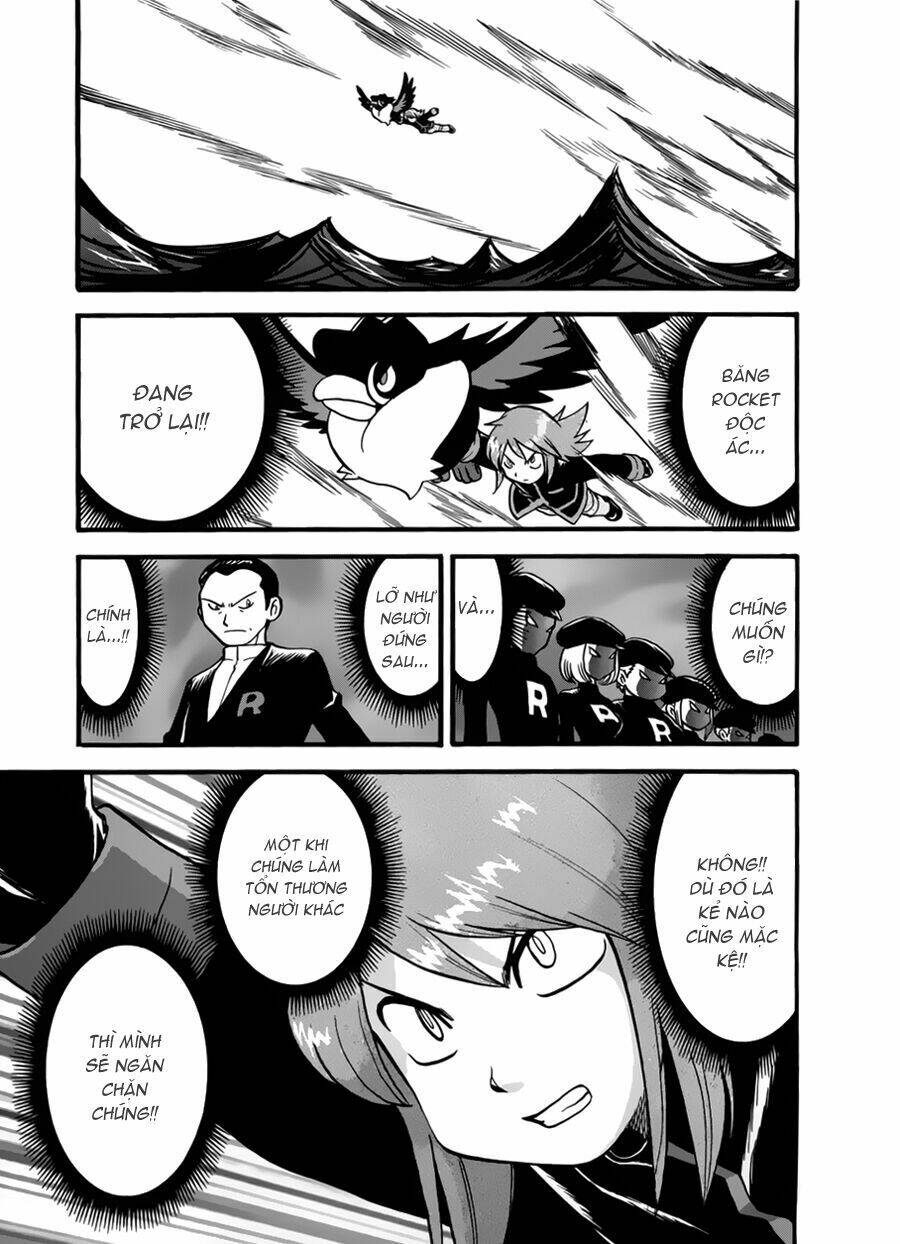 BĂNG
ROCKET
ĐỘC
ÁC...
ĐANG
TRỞ LẠI!!
CHÚNG
MUỐN
GÌ!?
VÀ...
R
R
R
LỠ NHƯ
NGƯỜI
ĐÚNG
SAU...
CHÍNH
LÀ...!!
R
KHÔNG!!
DÙ ĐÓ LÀ
KẺ NÀO
CŨNG MẶC
KỆ!!
MỘT KHI
CHÚNG LÀM
TỔN THƯƠNG
NGƯỜI KHÁC
THÌ MÌNH
SẼ NGĂN
CHẶN
CHÚNG!!